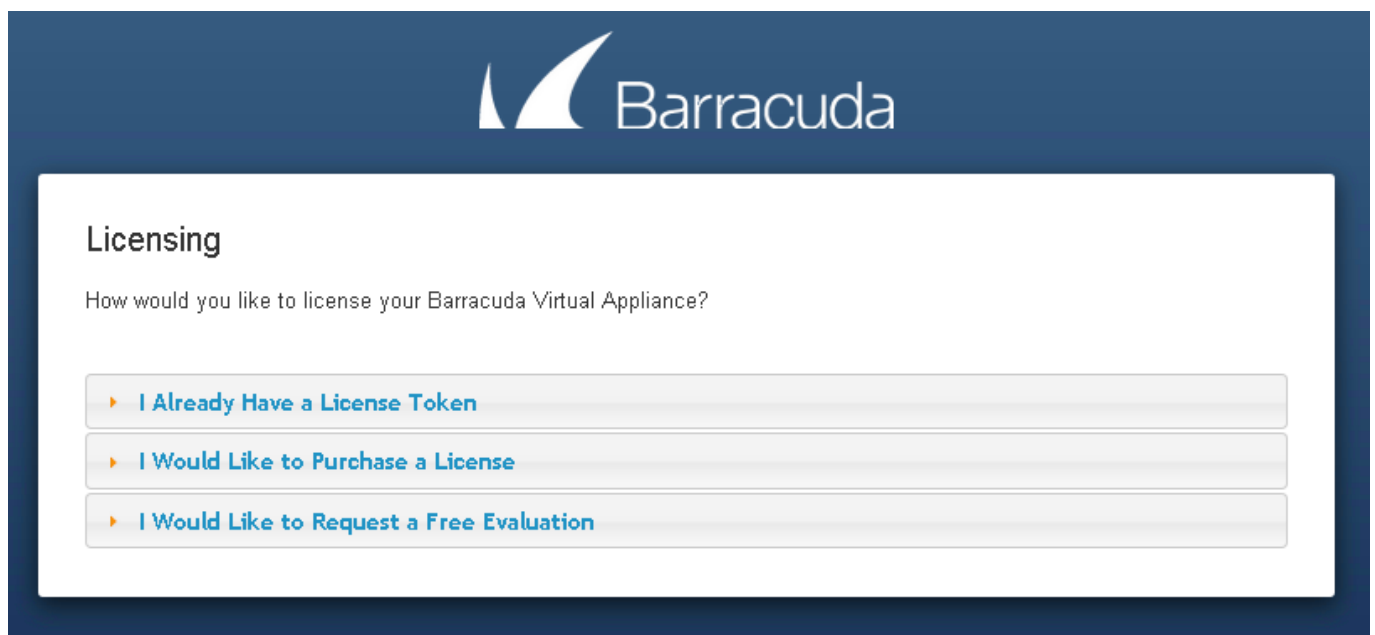 Barracuda
Licensing
How would you like to license your Barracuda Virtual Appliance?
I Already Have a License Token
I Would Like to Purchase a License
I Would Like to Request a Free Evaluation